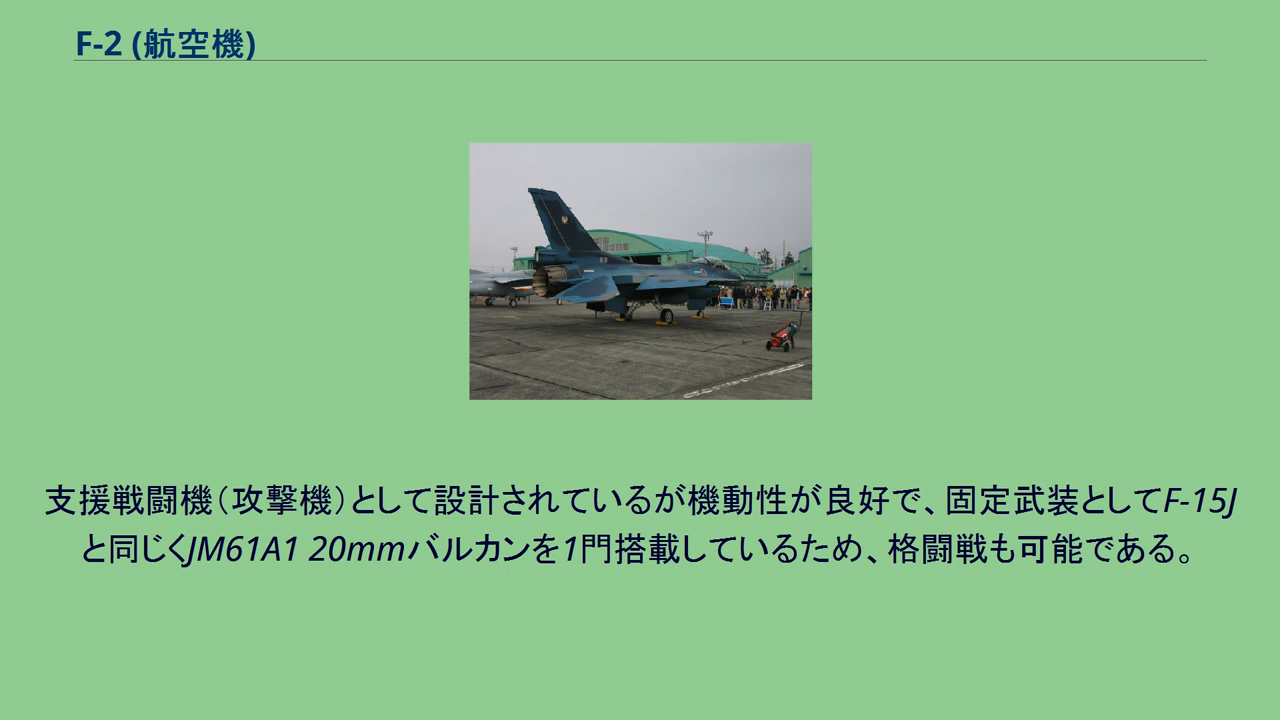 F-2 (航空機)
支援戦闘機（攻撃機）として設計されているが機動性が良好で、固定武装としてF-15J
と同じくJM61A1 20mmバルカンを1門搭載しているため、格闘戦も可能である。